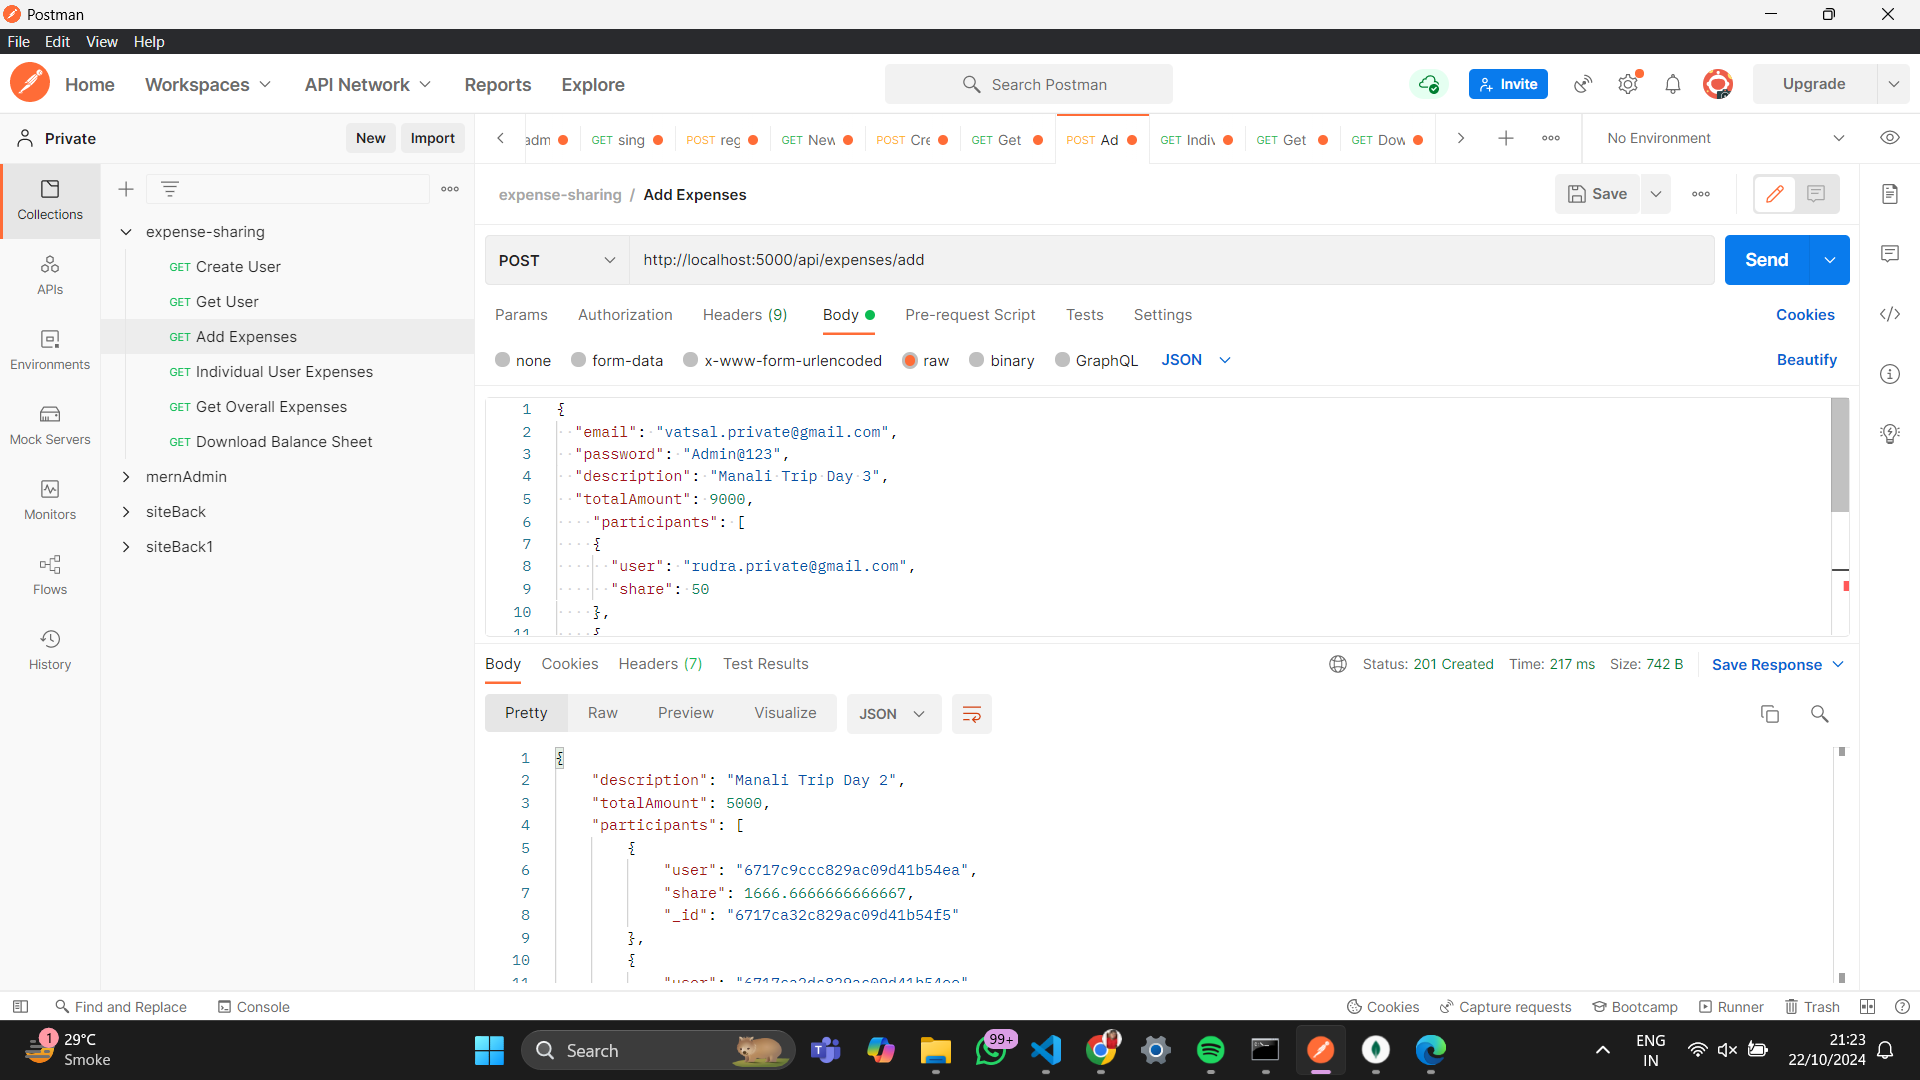 Postman
File Edit View Help
Home Workspaces API Network Reports Explore Search Postman Invite Upgrade
Private New Import
adm GET sing POST reg GET New POST Cre GET Get POST Ad GET Indiv GET Get GET Dow No Environment
Collections
APIs
Environments
Mock Servers
Monitors
Flows
History
expense-sharing
GET Create User
GET Get User
GET Add Expenses
GET Individual User Expenses
GET Get Overall Expenses
GET Download Balance Sheet
mernAdmin
siteBack
siteBack1
expense-sharing / Add Expenses Save
POST http://localhost:5000/api/expenses/add Send
Params Authorization Headers (9) Body Pre-request Script Tests Settings Cookies
none form-data x-www-form-urlencoded raw binary GraphQL JSON Beautify
1 {
2 "email": "vatsal.private@gmail.com",
3 "password": "Admin@123",
4 "description": "Manali Trip Day 3",
5 "totalAmount": 9000,
6 "participants": [
7 {
8 "user": "rudra.private@gmail.com",
9 "share": 50
10 },
11 {
Body Cookies Headers (7) Test Results Status: 201 Created Time: 217 ms Size: 742 B Save Response
Pretty Raw Preview Visualize JSON
1 {
2 "description": "Manali Trip Day 2",
3 "totalAmount": 5000,
4 "participants": [
5 {
6 "user": "6717c9ccc829ac09d41b54ea",
7 "share": 1666.6666666666667,
8 "_id": "6717ca32c829ac09d41b54f5"
9 },
10 {
11 "user":
Find and Replace Console Cookies Capture requests Bootcamp Runner Trash
1 29°C
Smoke
Search
99+
ENG
IN
21:23
22/10/2024